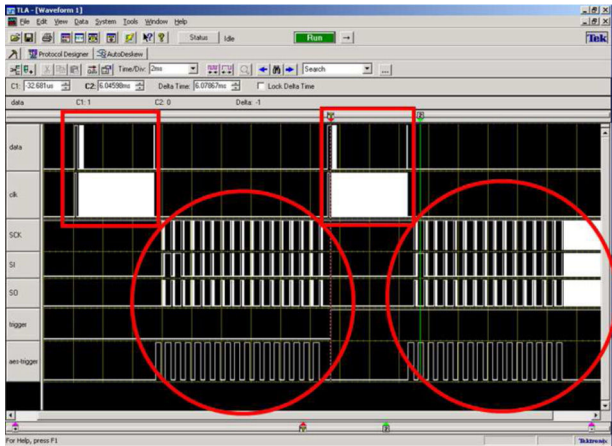 TLA - [Waveform 1]
File Edit View Data System Tools Window Help
Status Idle Run Tek
Protocol Designer AutoDeskew
Time/Div: 2ms Search ...
C1: -32.681us C2: 6.04598ms Delta Time: 6.07867ms Lock Delta Time
data C1: 1 C2: 0 Delta: -1
data
clk
SCK
SI
SO
trigger
aes-trigger
For Help, press F1 Tektronix